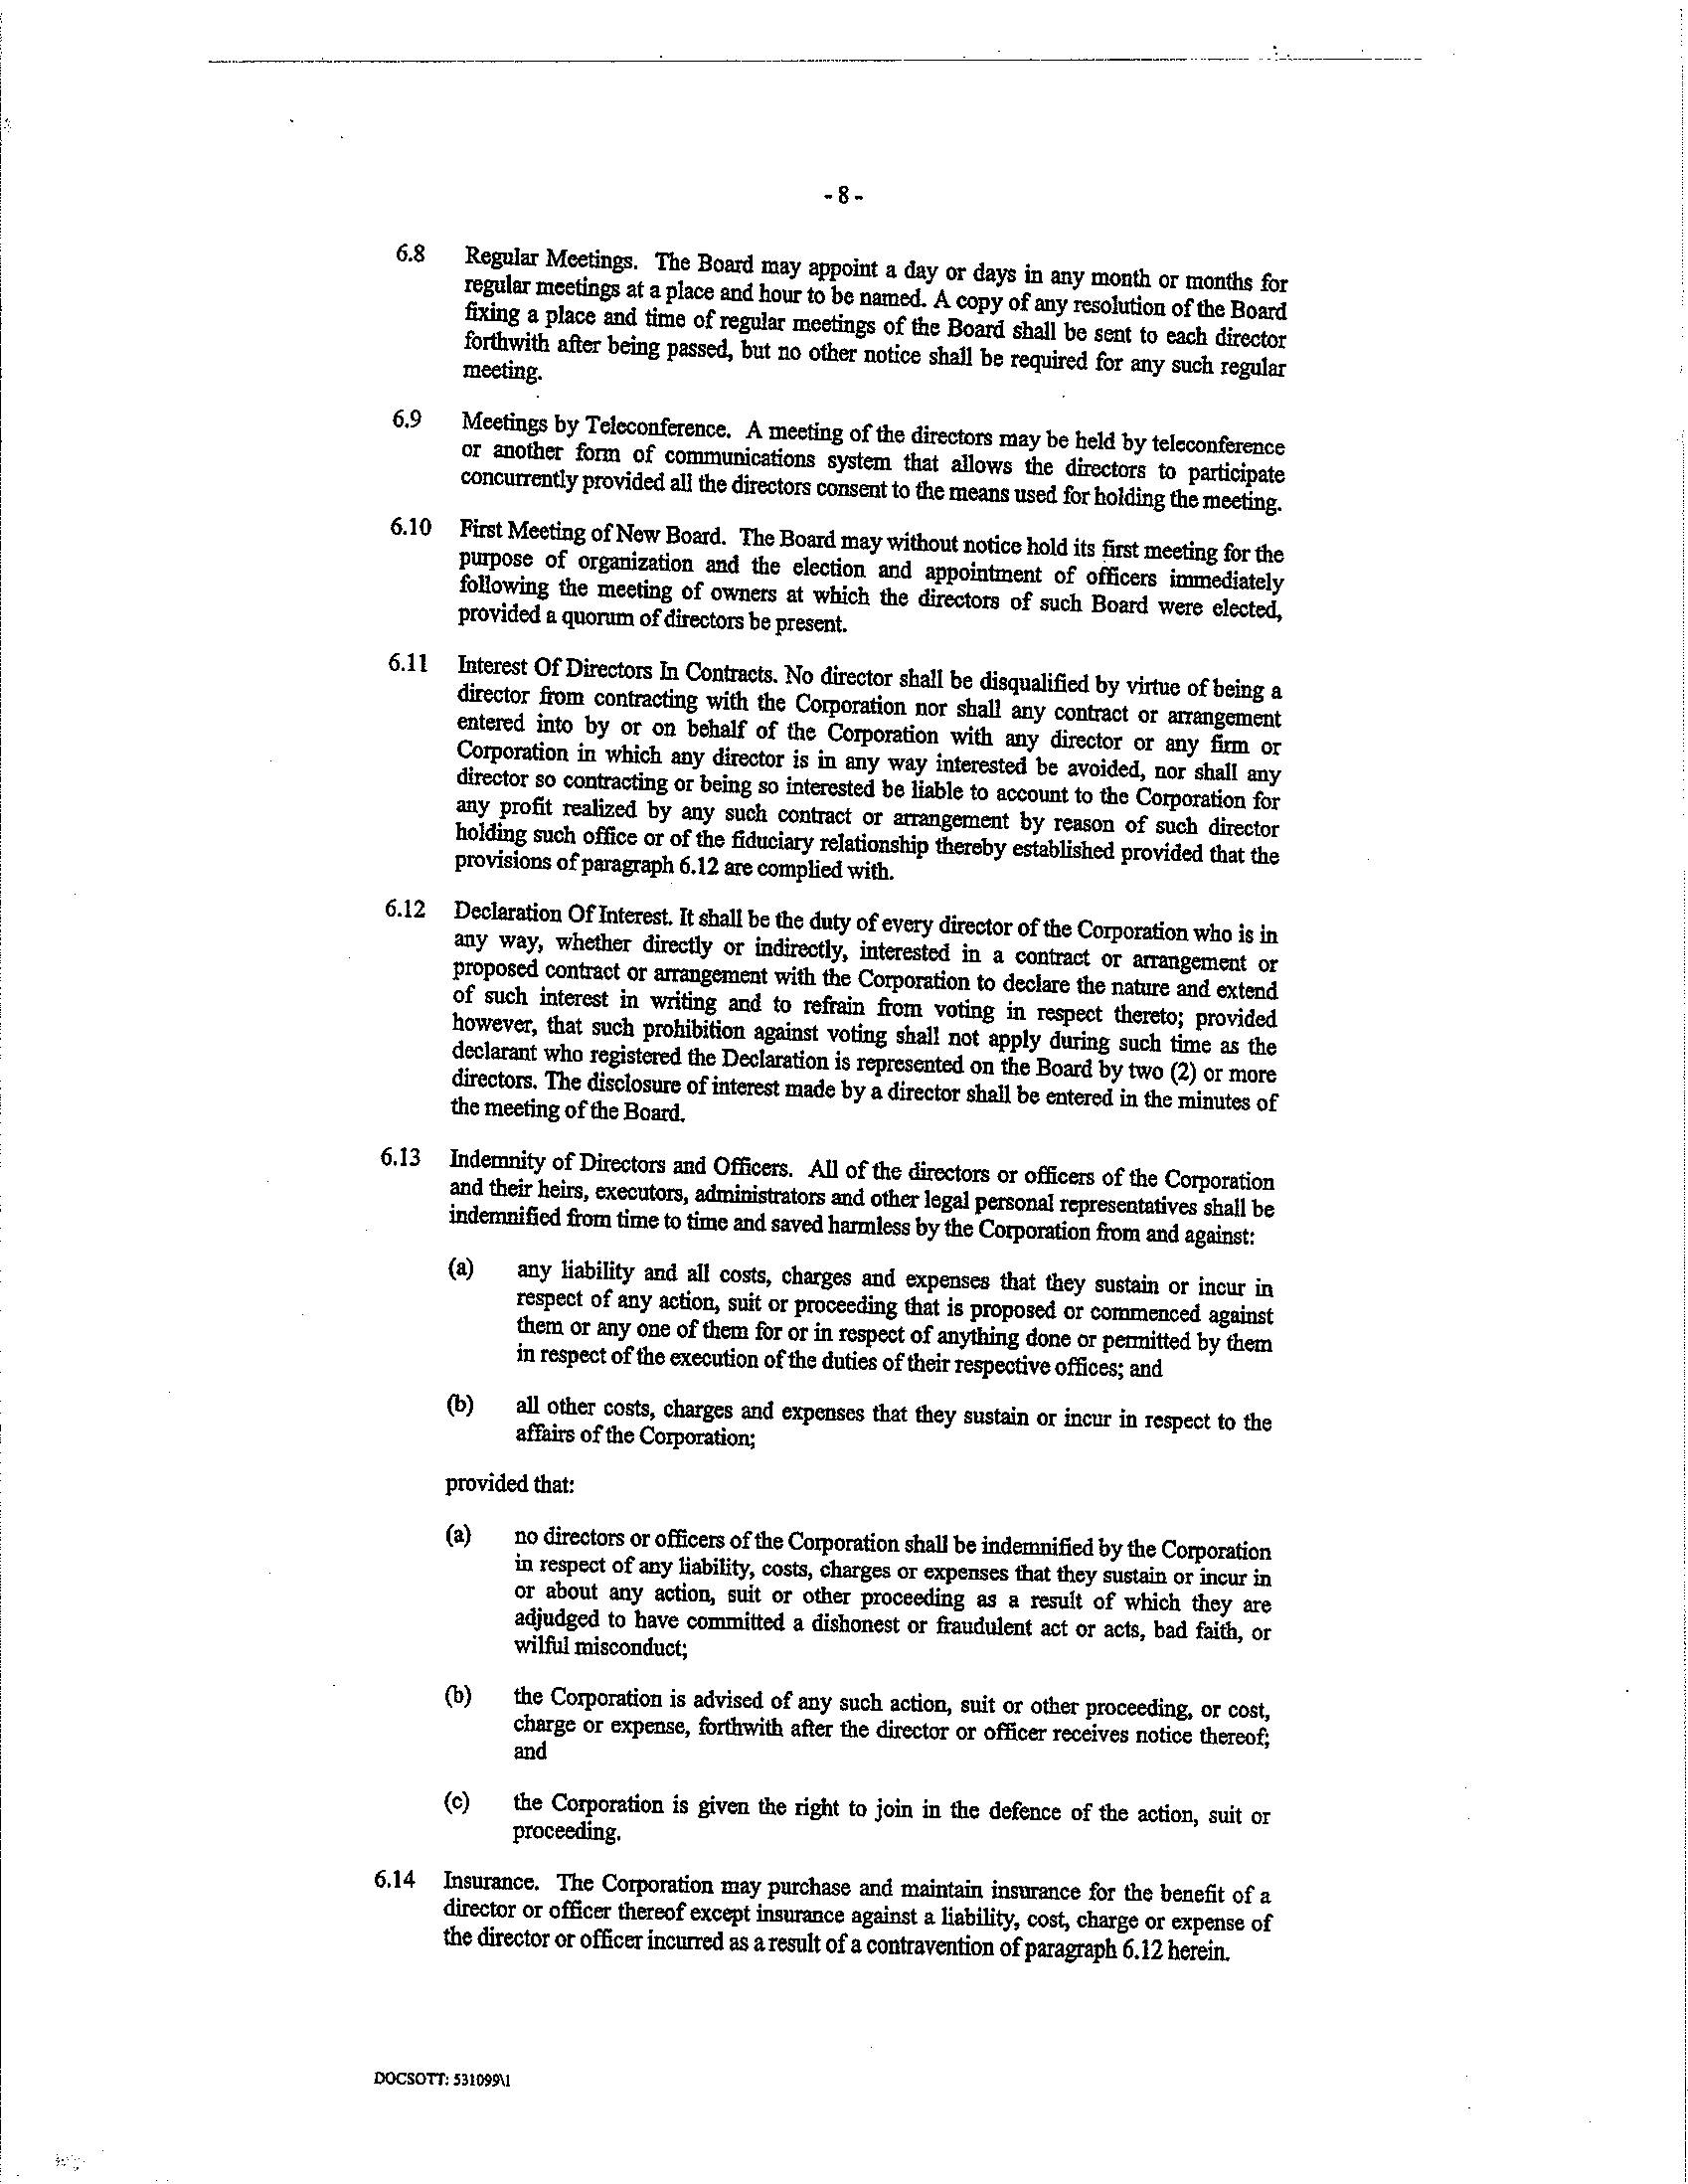 - 8 -
6.8 Regular Meetings. The Board may appoint a day or days in any month or months for
regular meetings at a place and hour to be named. A copy of any resolution of the Board
fixing a place and time of regular meetings of the Board shall be sent to each director
forthwith after being passed, but no other notice shall be required for any such regular
meeting.
6.9 Meetings by Teleconference. A meeting of the directors may be held by teleconference
or another form of communications system that allows the directors to participate
concurrently provided all the directors consent to the means used for holding the meeting.
6.10 First Meeting of New Board. The Board may without notice hold its first meeting for the
purpose of organization and the election and appointment of officers immediately
following the meeting of owners at which the directors of such Board were elected,
provided a quorum of directors be present.
6.11 Interest Of Directors In Contracts. No director shall be disqualified by virtue of being a
director from contracting with the Corporation nor shall any contract or arrangement
entered into by or on behalf of the Corporation with any director or any firm or
Corporation in which any director is in any way interested be avoided, nor shall any
director so contracting or being so interested be liable to account to the Corporation for
any profit realized by any such contract or arrangement by reason of such director
holding such office or of the fiduciary relationship thereby established provided that the
provisions of paragraph 6.12 are complied with.
6.12 Declaration Of Interest. It shall be the duty of every director of the Corporation who is in
any way, whether directly or indirectly, interested in a contract or arrangement or
proposed contract or arrangement with the Corporation to declare the nature and extend
of such interest in writing and to refrain from voting in respect thereto; provided
however, that such prohibition against voting shall not apply during such time as the
declarant who registered the Declaration is represented on the Board by two (2) or more
directors. The disclosure of interest made by a director shall be entered in the minutes of
the meeting of the Board.
6.13 Indemnity of Directors and Officers. All of the directors or officers of the Corporation
and their heirs, executors, administrators and other legal personal representatives shall be
indemnified from time to time and saved harmless by the Corporation from and against:
(a) any liability and all costs, charges and expenses that they sustain or incur in
respect of any action, suit or proceeding that is proposed or commenced against
them or any one of them for or in respect of anything done or permitted by them
in respect of the execution of the duties of their respective offices; and
(b) all other costs, charges and expenses that they sustain or incur in respect to the
affairs of the Corporation;
provided that:
(a) no directors or officers of the Corporation shall be indemnified by the Corporation
in respect of any liability, costs, charges or expenses that they sustain or incur in
or about any action, suit or other proceeding as a result of which they are
adjudged to have committed a dishonest or fraudulent act or acts, bad faith, or
wilful misconduct;
(b) the Corporation is advised of any such action, suit or other proceeding, or cost,
charge or expense, forthwith after the director or officer receives notice thereof;
and
(c) the Corporation is given the right to join in the defence of the action, suit or
proceeding.
6.14 Insurance. The Corporation may purchase and maintain insurance for the benefit of a
director or officer thereof except insurance against a liability, cost, charge or expense of
the director or officer incurred as a result of a contravention of paragraph 6.12 herein.
DOCSOTT: 531099\1